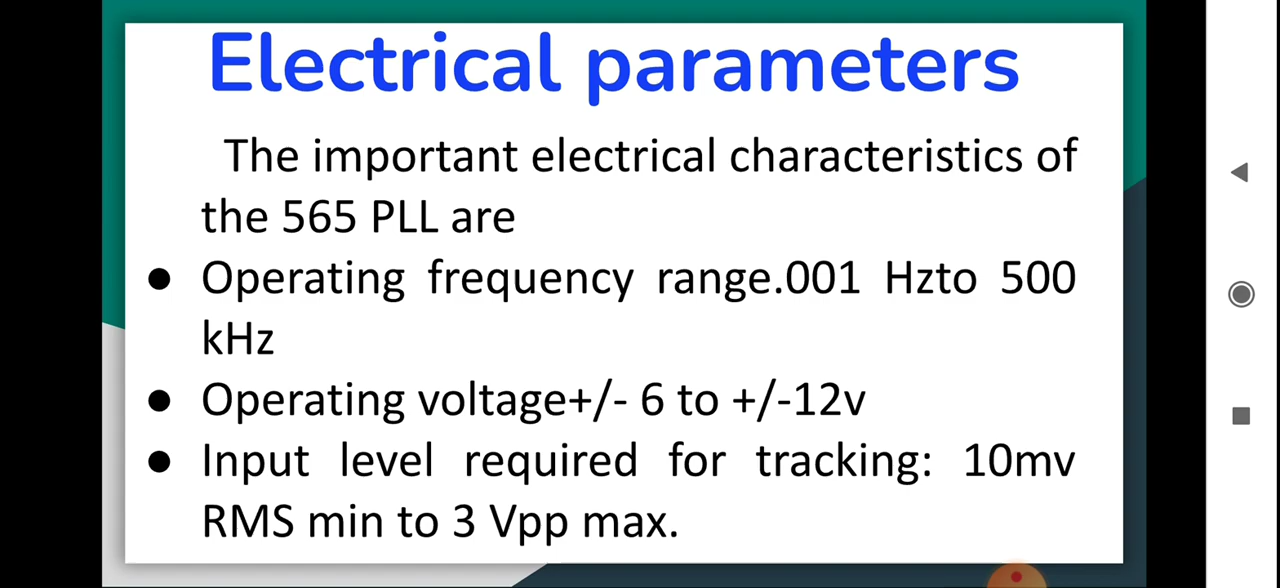 Electrical parameters
The important electrical characteristics of
the 565 PLL are
● Operating frequency range.001 Hzto 500
kHz
● Operating voltage+/- 6 to +/-12v
● Input level required for tracking: 10mv
RMS min to 3 Vpp max.